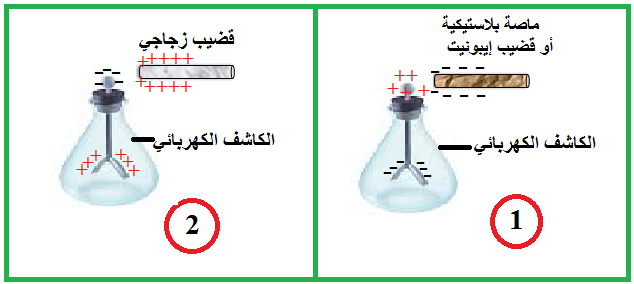 ماصة بلاستيكية
أو قضيب إيبونيت
الكاشف الكهربائي
1
قضيب زجاجي
الكاشف الكهربائي
2